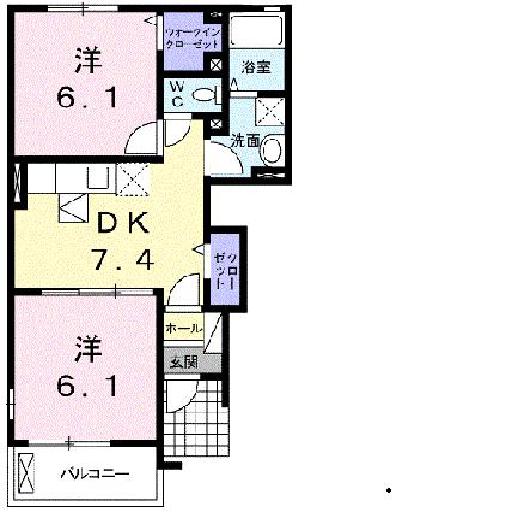 洋
6.1
ウォークイン
クローゼット
浴室
WC
洗面
DK
7.4
クローゼット
ホール
玄関
洋
6.1
バルコニー